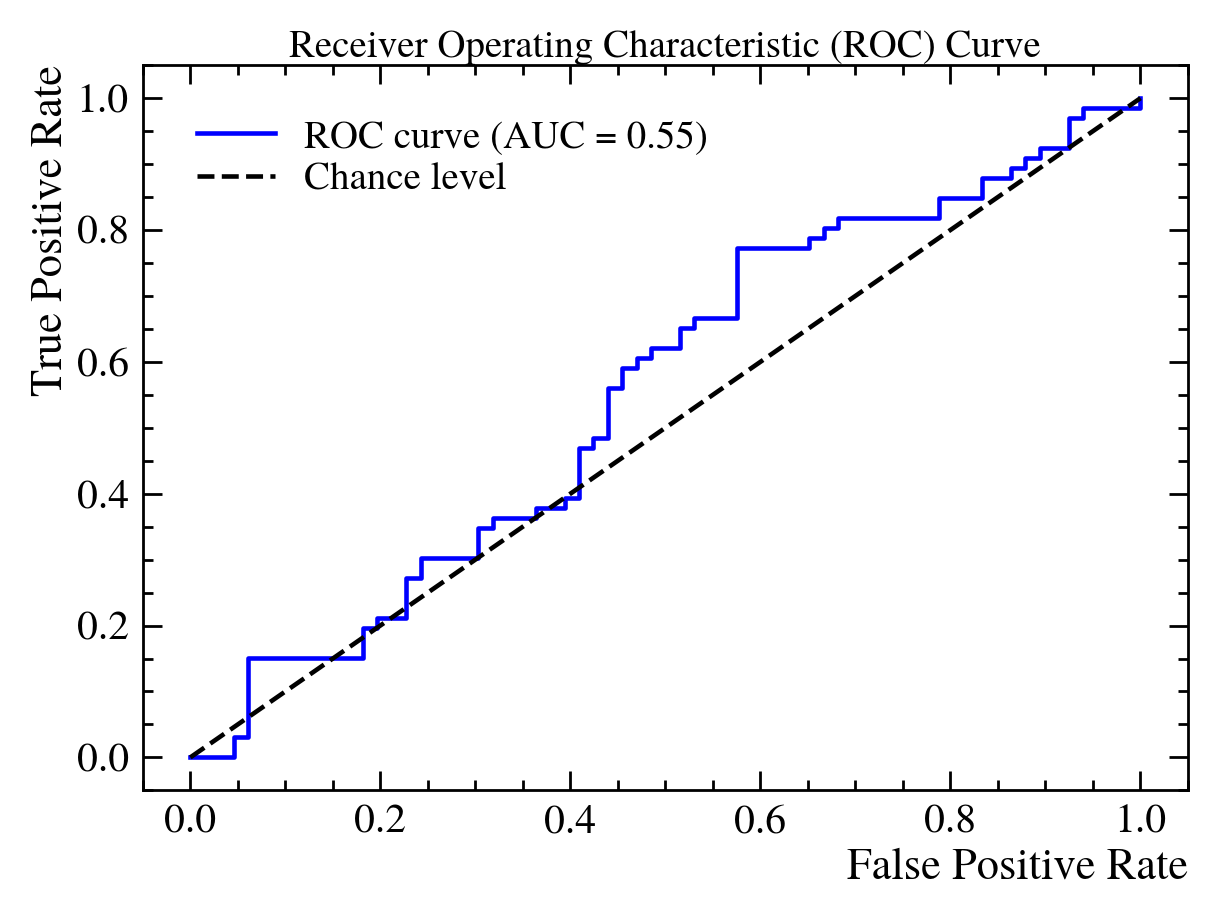 Receiver Operating Characteristic (ROC) Curve
True Positive Rate
1.0
0.8
0.6
0.4
0.2
0.0
ROC curve (AUC = 0.55)
Chance level
0.0 0.2 0.4 0.6 0.8 1.0
False Positive Rate